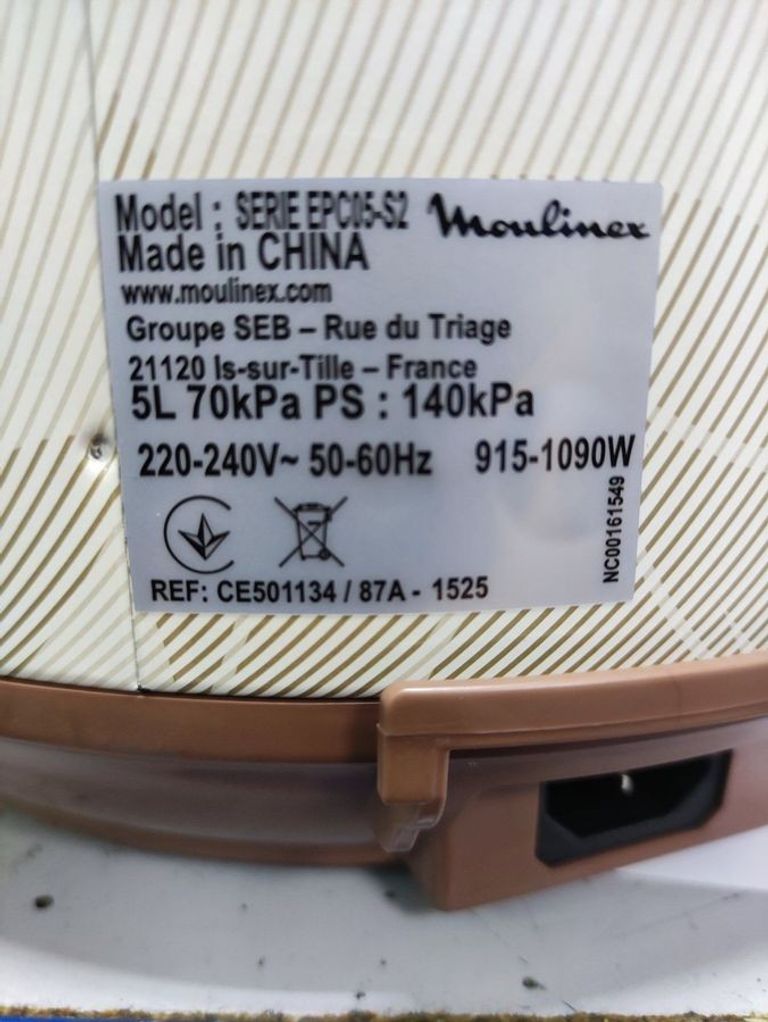 Model : SERIE EPC05-S2 Moulinex
Made in CHINA
www.moulinex.com
Groupe SEB – Rue du Triage
21120 Is-sur-Tille – France
5L 70kPa PS : 140kPa
220-240V~ 50-60Hz 915-1090W
NC00161549
REF: CE501134 / 87A - 1525